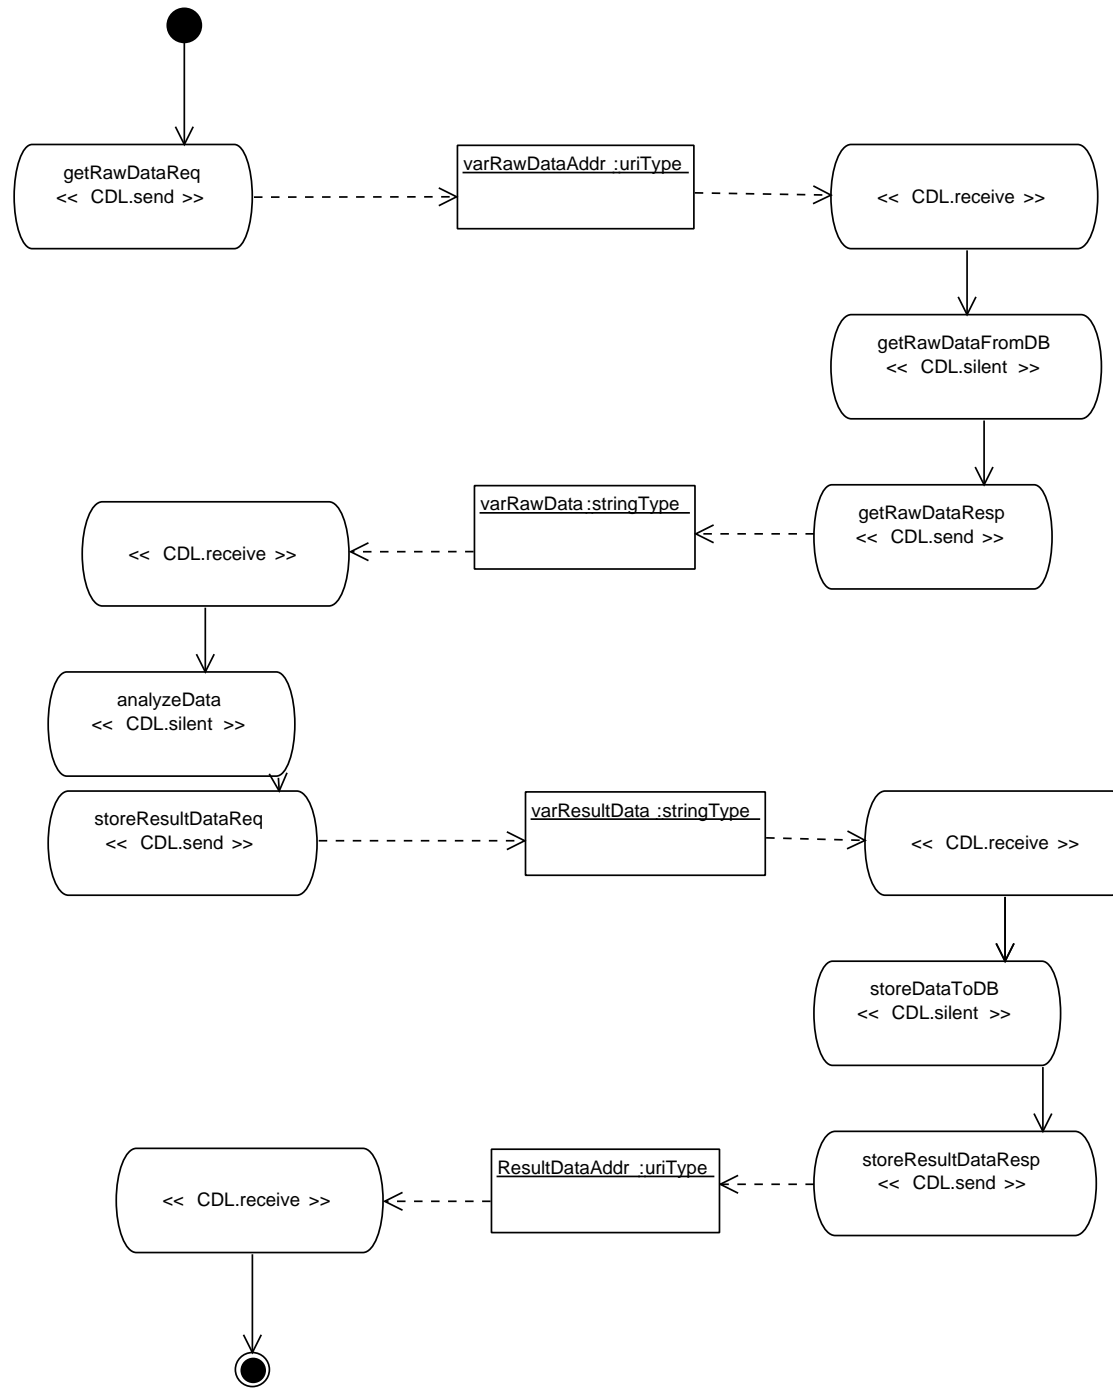 getRawDataReq
<< CDL.send >>
varRawDataAddr :uriType
<< CDL.receive >>
getRawDataFromDB
<< CDL.silent >>
getRawDataResp
<< CDL.send >>
varRawData:stringType
<< CDL.receive >>
analyzeData
<< CDL.silent >>
storeResultDataReq
<< CDL.send >>
varResultData :stringType
<< CDL.receive >>
storeDataToDB
<< CDL.silent >>
storeResultDataResp
<< CDL.send >>
ResultDataAddr :uriType
<< CDL.receive >>